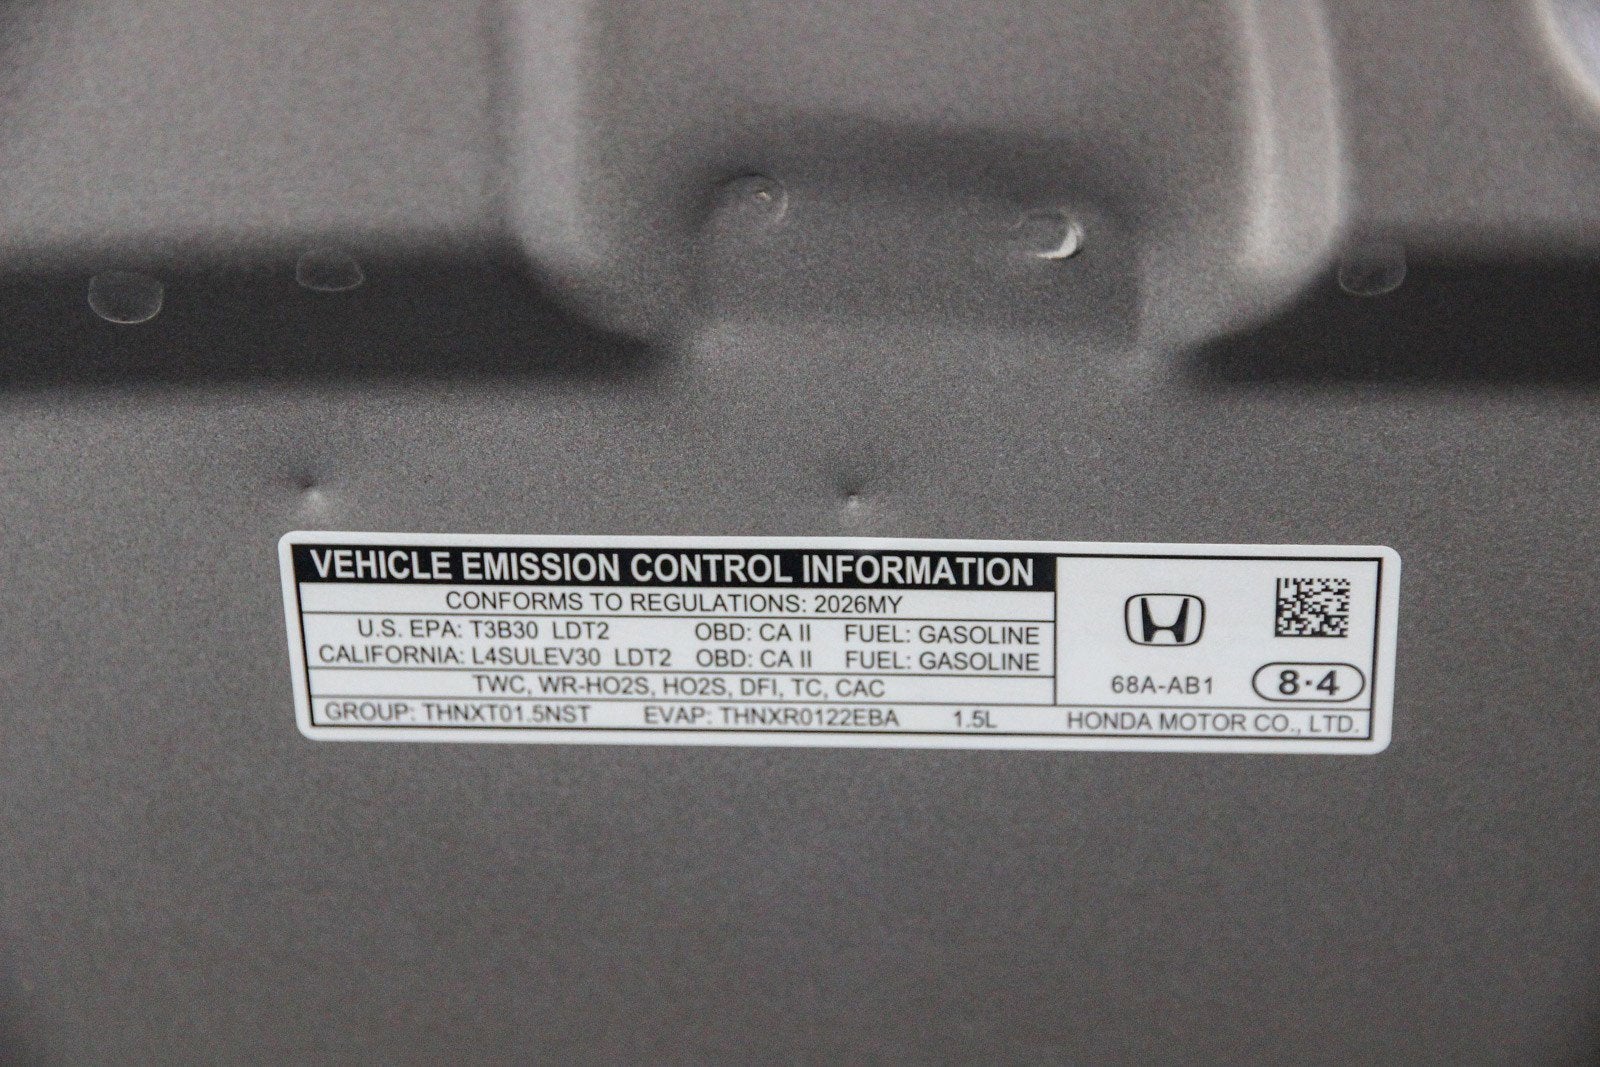 VEHICLE EMISSION CONTROL INFORMATION
CONFORMS TO REGULATIONS: 2026MY
U.S. EPA: T3B30 LDT2 OBD: CA II FUEL: GASOLINE
CALIFORNIA: L4SULEV30 LDT2 OBD: CA II FUEL: GASOLINE
TWC, WR-HO2S, HO2S, DFI, TC, CAC
68A-AB1 8·4
GROUP: THNXT01.5NST EVAP: THNXR0122EBA 1.5L HONDA MOTOR CO., LTD.